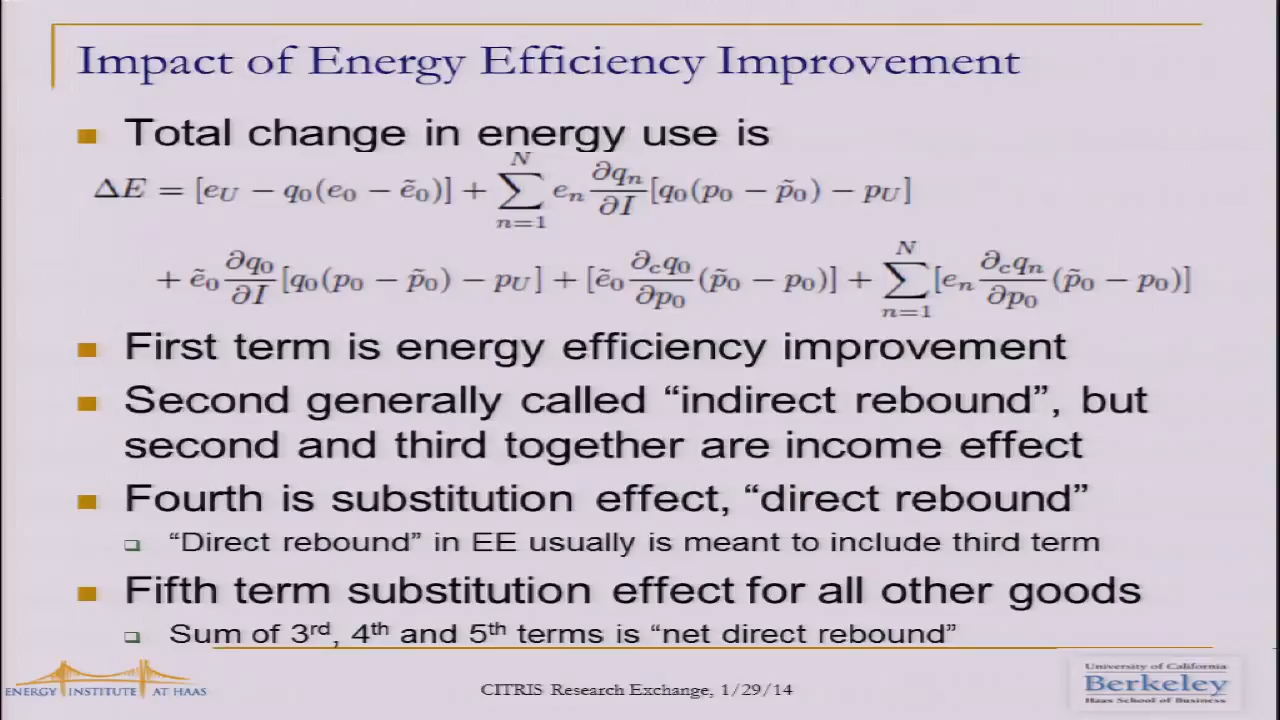 Impact of Energy Efficiency Improvement
Total change in energy use is
ΔE = [e_U − q_0(e_0 − ẽ_0)] + ∑_{n=1}^{N} e_n ∂q_n/∂I [q_0(p_0 − p̃_0) − p_U]
+ ẽ_0 ∂q_0/∂I [q_0(p_0 − p̃_0) − p_U] + [ẽ_0 ∂_c q_0/∂p_0 (p̃_0 − p_0)] + ∑_{n=1}^{N} [e_n ∂_c q_n/∂p_0 (p̃_0 − p_0)]
First term is energy efficiency improvement
Second generally called “indirect rebound”, but
second and third together are income effect
Fourth is substitution effect, “direct rebound”
“Direct rebound” in EE usually is meant to include third term
Fifth term substitution effect for all other goods
Sum of 3rd, 4th and 5th terms is “net direct rebound”
ENERGY INSTITUTE AT HAAS
CITRIS Research Exchange, 1/29/14
University of California
Berkeley
Haas School of Business